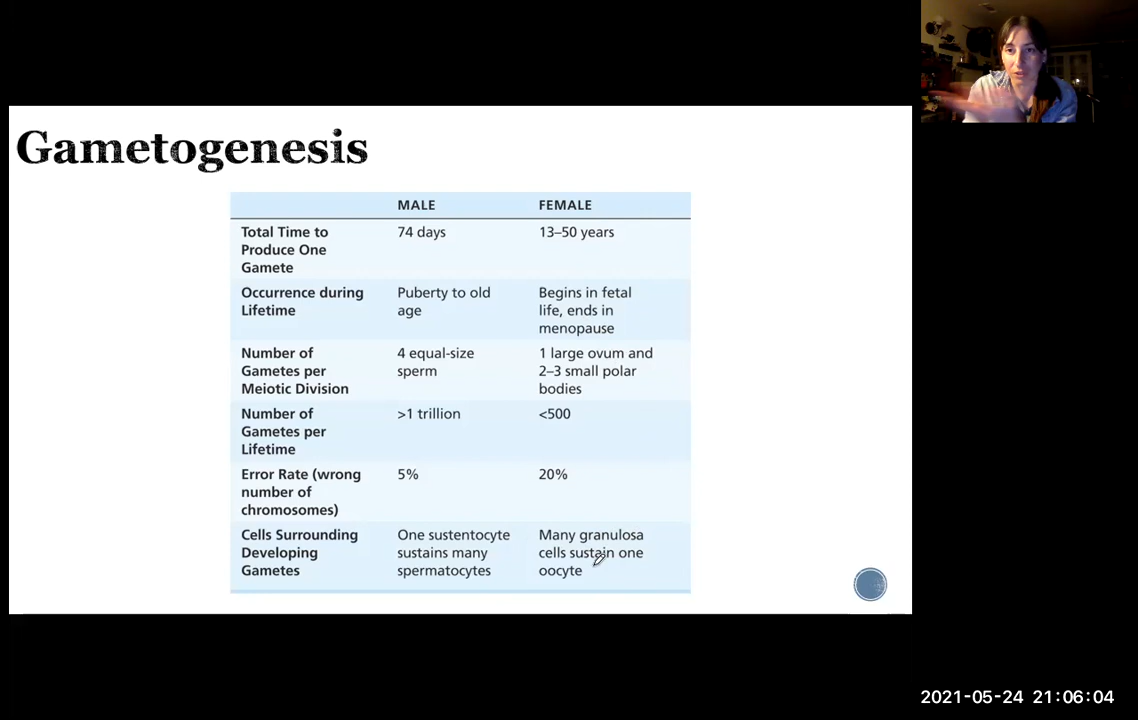 Gametogenesis
MALE FEMALE
Total Time to 74 days 13–50 years
Produce One
Gamete
Occurrence during Puberty to old Begins in fetal
Lifetime age life, ends in
menopause
Number of 4 equal-size 1 large ovum and
Gametes per sperm 2–3 small polar
Meiotic Division bodies
Number of >1 trillion <500
Gametes per
Lifetime
Error Rate (wrong 5% 20%
number of
chromosomes)
Cells Surrounding One sustentocyte Many granulosa
Developing sustains many cells sustain one
Gametes spermatocytes oocyte
2021-05-24 21:06:04